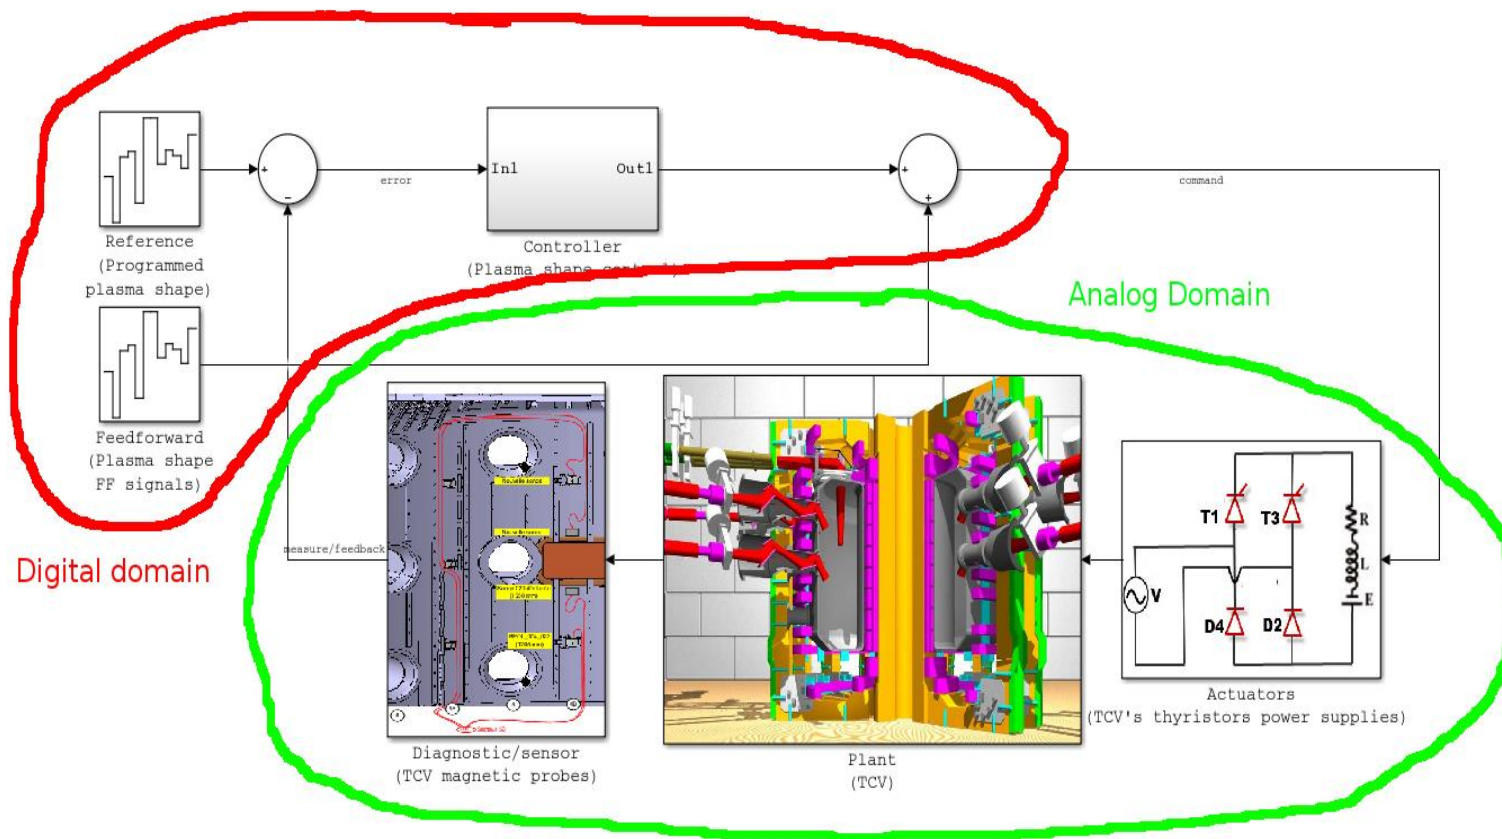 +
-
error
In1
Out1
+
+
command
Reference
(Programmed
plasma shape)
Controller
(Plasma shape control)
Analog Domain
Feedforward
(Plasma shape
FF signals)
Digital domain
measure/feedback
T1
T3
R
L
E
V
D4
D2
Diagnostic/sensor
(TCV magnetic probes)
Plant
(TCV)
Actuators
(TCV's thyristors power supplies)